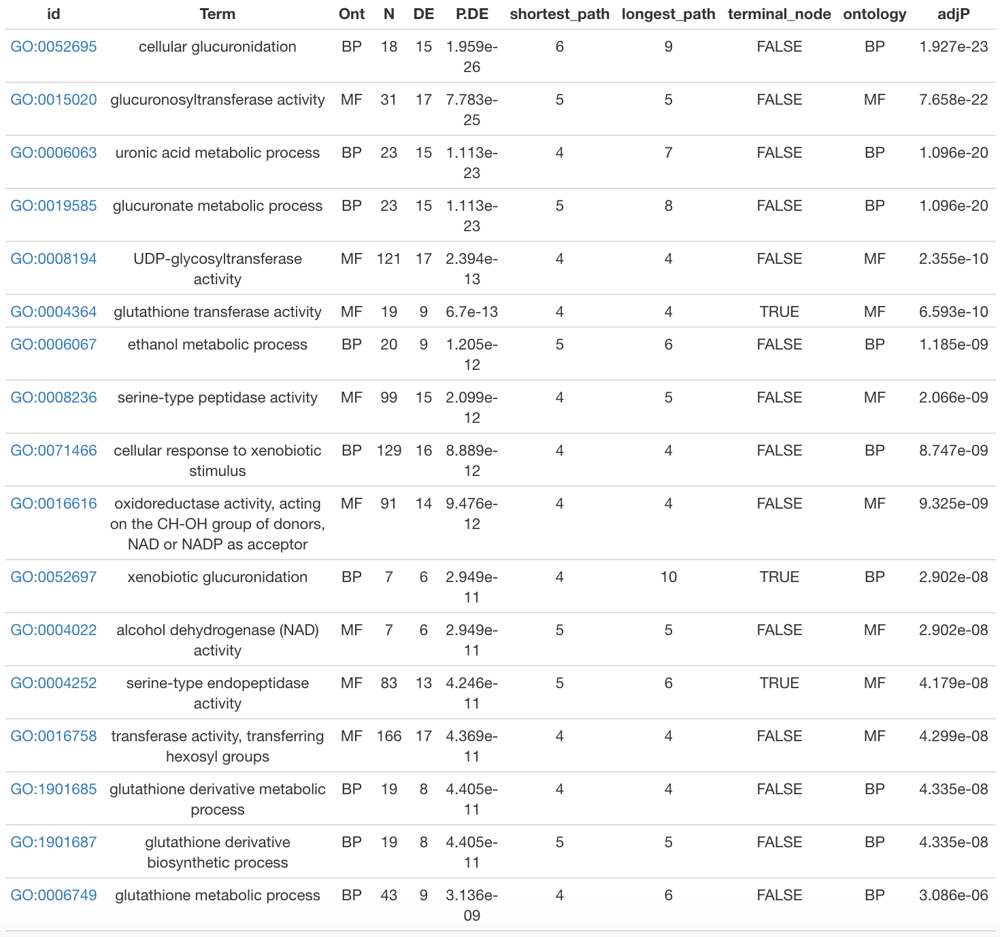 id Term Ont N DE P.DE shortest_path longest_path terminal_node ontology adjP
GO:0052695 cellular glucuronidation BP 18 15 1.959e- 6 9 FALSE BP 1.927e-23
26
GO:0015020 glucuronosyltransferase activity MF 31 17 7.783e- 5 5 FALSE MF 7.658e-22
25
GO:0006063 uronic acid metabolic process BP 23 15 1.113e- 4 7 FALSE BP 1.096e-20
23
GO:0019585 glucuronate metabolic process BP 23 15 1.113e- 5 8 FALSE BP 1.096e-20
23
GO:0008194 UDP-glycosyltransferase MF 121 17 2.394e- 4 4 FALSE MF 2.355e-10
activity 13
GO:0004364 glutathione transferase activity MF 19 9 6.7e-13 4 4 TRUE MF 6.593e-10
GO:0006067 ethanol metabolic process BP 20 9 1.205e- 5 6 FALSE BP 1.185e-09
12
GO:0008236 serine-type peptidase activity MF 99 15 2.099e- 4 5 FALSE MF 2.066e-09
12
GO:0071466 cellular response to xenobiotic BP 129 16 8.889e- 4 4 FALSE BP 8.747e-09
stimulus 12
GO:0016616 oxidoreductase activity, acting MF 91 14 9.476e- 4 4 FALSE MF 9.325e-09
on the CH-OH group of donors, 12
NAD or NADP as acceptor
GO:0052697 xenobiotic glucuronidation BP 7 6 2.949e- 4 10 TRUE BP 2.902e-08
11
GO:0004022 alcohol dehydrogenase (NAD) MF 7 6 2.949e- 5 5 FALSE MF 2.902e-08
activity 11
GO:0004252 serine-type endopeptidase MF 83 13 4.246e- 5 6 TRUE MF 4.179e-08
activity 11
GO:0016758 transferase activity, transferring MF 166 17 4.369e- 4 4 FALSE MF 4.299e-08
hexosyl groups 11
GO:1901685 glutathione derivative metabolic BP 19 8 4.405e- 4 4 FALSE BP 4.335e-08
process 11
GO:1901687 glutathione derivative BP 19 8 4.405e- 5 5 FALSE BP 4.335e-08
biosynthetic process 11
GO:0006749 glutathione metabolic process BP 43 9 3.136e- 4 6 FALSE BP 3.086e-06
09